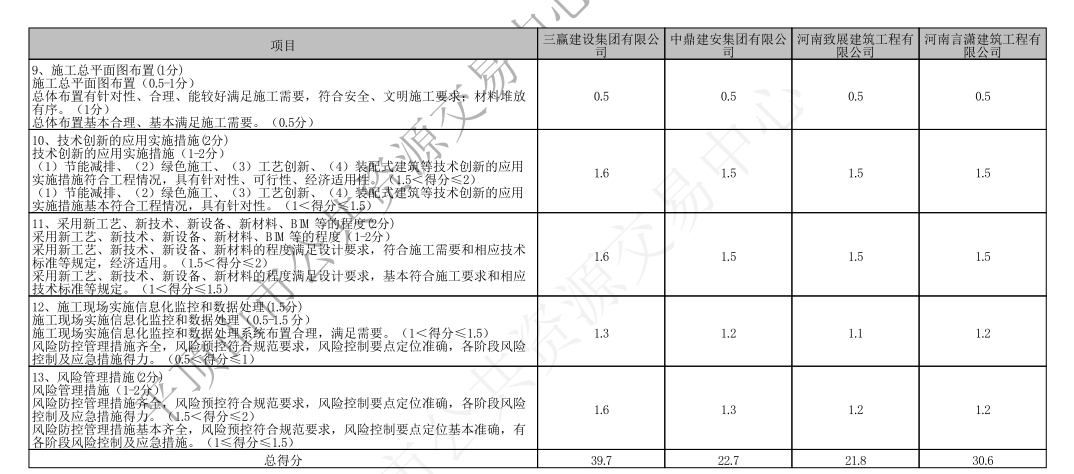 项目
三赢建设集团有限公
司
中鼎建安集团有限公
司
河南致展建筑工程有
限公司
河南言潇建筑工程有
限公司
9、施工总平面图布置(1分)
施工总平面图布置（0.5-1分）
总体布置有针对性、合理、能较好满足施工需要，符合安全、文明施工要求；材料堆放
有序。（1分）
总体布置基本合理、基本满足施工需要。（0.5分）
0.5
0.5
0.5
0.5
10、技术创新的应用实施措施(2分)
技术创新的应用实施措施（1-2分）
（1）节能减排、（2）绿色施工、（3）工艺创新、（4）装配式建筑等技术创新的应用
实施措施符合工程情况，具有针对性、可行性、经济适用性。（1.5＜得分≤2）
（1）节能减排、（2）绿色施工、（3）工艺创新、（4）装配式建筑等技术创新的应用
实施措施基本符合工程情况，具有针对性。（1＜得分≤1.5）
1.6
1.5
1.5
1.5
11、采用新工艺、新技术、新设备、新材料、BIM 等的程度(2分)
采用新工艺、新技术、新设备、新材料、BIM 等的程度（1-2分）
采用新工艺、新技术、新设备、新材料的程度满足设计要求，符合施工需要和相应技术
标准等规定，经济适用。（1.5＜得分≤2）
采用新工艺、新技术、新设备、新材料的程度满足设计要求，基本符合施工要求和相应
技术标准等规定。（1＜得分≤1.5）
1.6
1.5
1.5
1.5
12、施工现场实施信息化监控和数据处理(1.5分)
施工现场实施信息化监控和数据处理（0.5-1.5 分）
施工现场实施信息化监控和数据处理系统布置合理，满足需要。（1＜得分≤1.5）
风险防控管理措施齐全，风险预控符合规范要求，风险控制要点定位准确，各阶段风险
控制及应急措施得力。（0.5＜得分≤1）
1.3
1.2
1.1
1.2
13、风险管理措施(2分)
风险管理措施（1-2分）
风险防控管理措施齐全，风险预控符合规范要求，风险控制要点定位准确，各阶段风险
控制及应急措施得力。（1.5＜得分≤2）
风险防控管理措施基本齐全，风险预控符合规范要求，风险控制要点定位基本准确，有
各阶段风险控制及应急措施。（1≤得分≤1.5）
1.6
1.3
1.2
1.2
总得分
39.7
22.7
21.8
30.6
平顶山市公共资源交易中心
市公共资源交易中心